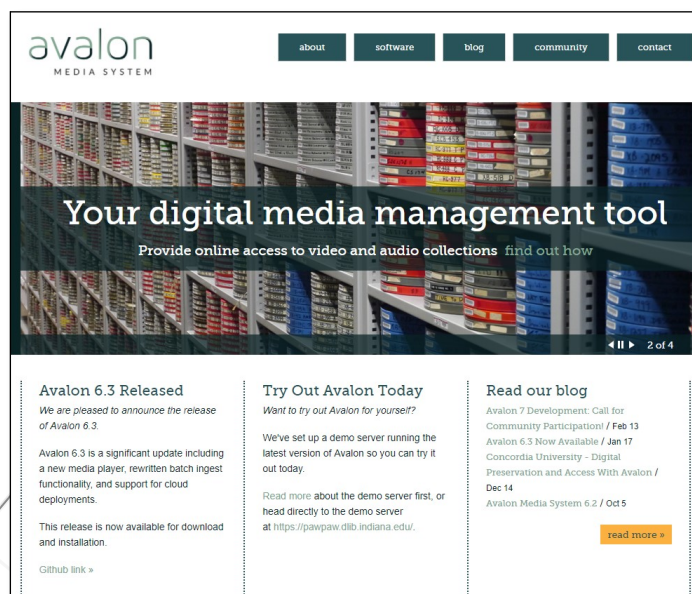 avalon
MEDIA SYSTEM
about
software
blog
community
contact
Your digital media management tool
Provide online access to video and audio collections find out how
2 of 4
Avalon 6.3 Released
We are pleased to announce the release
of Avalon 6.3.
Avalon 6.3 is a significant update including
a new media player, rewritten batch ingest
functionality, and support for cloud
deployments.
This release is now available for download
and installation.
Github link »
Try Out Avalon Today
Want to try out Avalon for yourself?
We've set up a demo server running the
latest version of Avalon so you can try it
out today.
Read more about the demo server first, or
head directly to the demo server
at https://pawpaw.dlib.indiana.edu/.
Read our blog
Avalon 7 Development: Call for
Community Participation! / Feb 13
Avalon 6.3 Now Available / Jan 17
Concordia University - Digital
Preservation and Access With Avalon /
Dec 14
Avalon Media System 6.2 / Oct 5
read more »